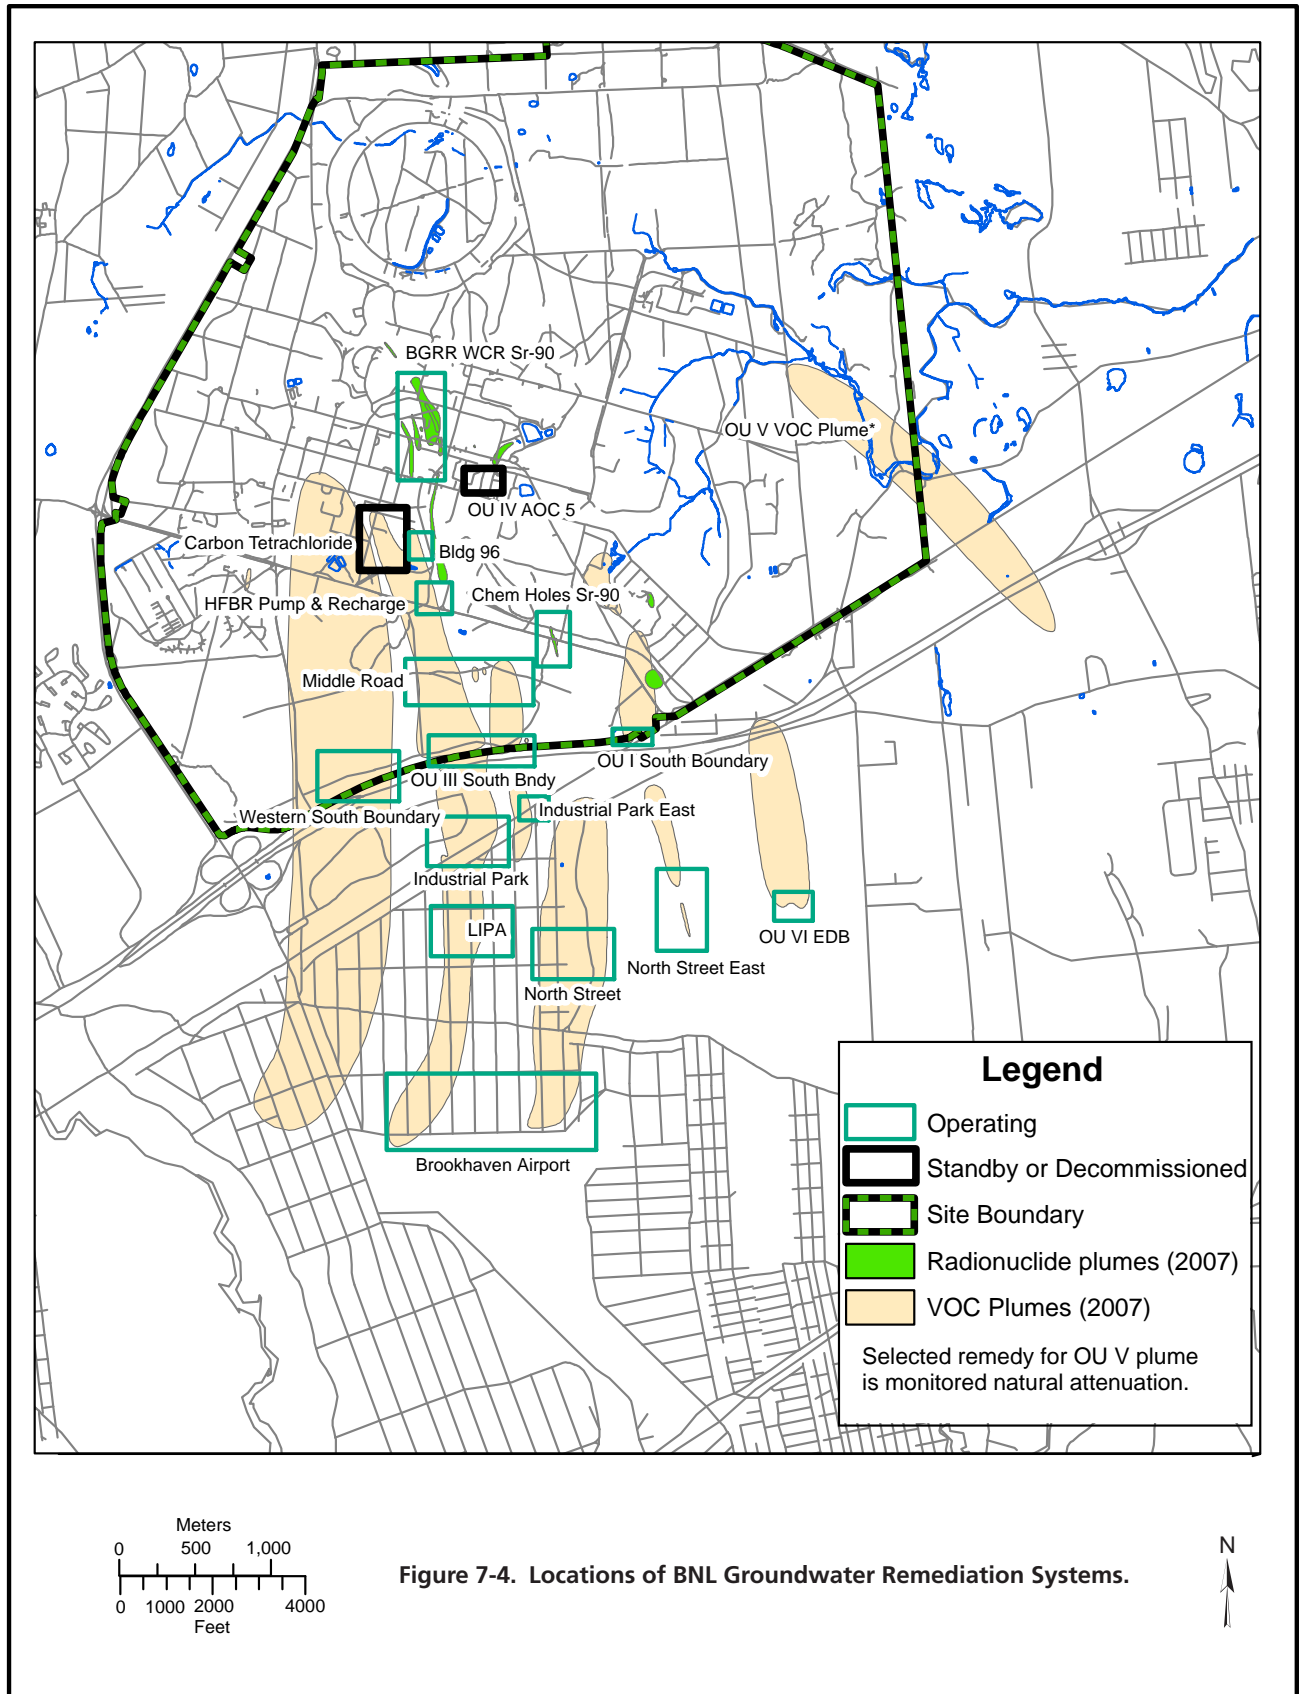 BGRR WCR Sr-90
OU V VOC Plume*
OU IV AOC 5
Carbon Tetrachloride
Bldg 96
Chem Holes Sr-90
HFBR Pump & Recharge
Middle Road
OU I South Boundary
OU III South Bndy
Western South Boundary
Industrial Park East
Industrial Park
LIPA
OU VI EDB
North Street East
North Street
Brookhaven Airport
Legend
Operating
Standby or Decommissioned
Site Boundary
Radionuclide plumes (2007)
VOC Plumes (2007)
Selected remedy for OU V plume
is monitored natural attenuation.
Meters
0 500 1,000
0 1000 2000 4000
Feet
Figure 7-4. Locations of BNL Groundwater Remediation Systems.
N